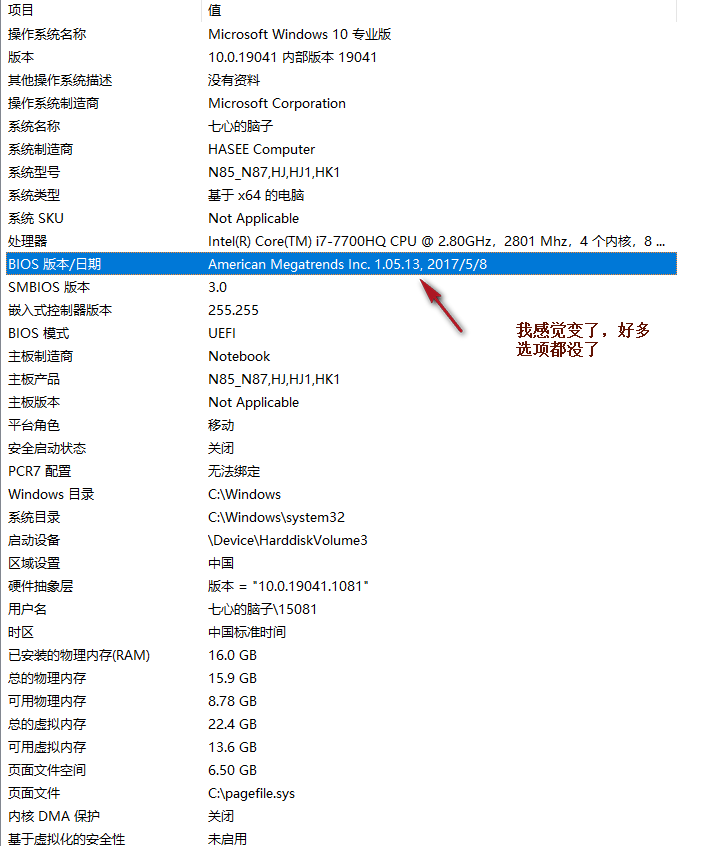 项目 值
操作系统名称 Microsoft Windows 10 专业版
版本 10.0.19041 内部版本 19041
其他操作系统描述 没有资料
操作系统制造商 Microsoft Corporation
系统名称 七心的脑子
系统制造商 HASEE Computer
系统型号 N85_N87,HJ,HJ1,HK1
系统类型 基于 x64 的电脑
系统 SKU Not Applicable
处理器 Intel(R) Core(TM) i7-7700HQ CPU @ 2.80GHz，2801 Mhz，4 个内核，8 ...
BIOS 版本/日期 American Megatrends Inc. 1.05.13, 2017/5/8
SMBIOS 版本 3.0
嵌入式控制器版本 255.255
BIOS 模式 UEFI
我感觉变了，好多
选项都没了
主板制造商 Notebook
主板产品 N85_N87,HJ,HJ1,HK1
主板版本 Not Applicable
平台角色 移动
安全启动状态 关闭
PCR7 配置 无法绑定
Windows 目录 C:\Windows
系统目录 C:\Windows\system32
启动设备 \Device\HarddiskVolume3
区域设置 中国
硬件抽象层 版本 = "10.0.19041.1081"
用户名 七心的脑子\15081
时区 中国标准时间
已安装的物理内存(RAM) 16.0 GB
总的物理内存 15.9 GB
可用物理内存 8.78 GB
总的虚拟内存 22.4 GB
可用虚拟内存 13.6 GB
页面文件空间 6.50 GB
页面文件 C:\pagefile.sys
内核 DMA 保护 关闭
基于虚拟化的安全性 未启用